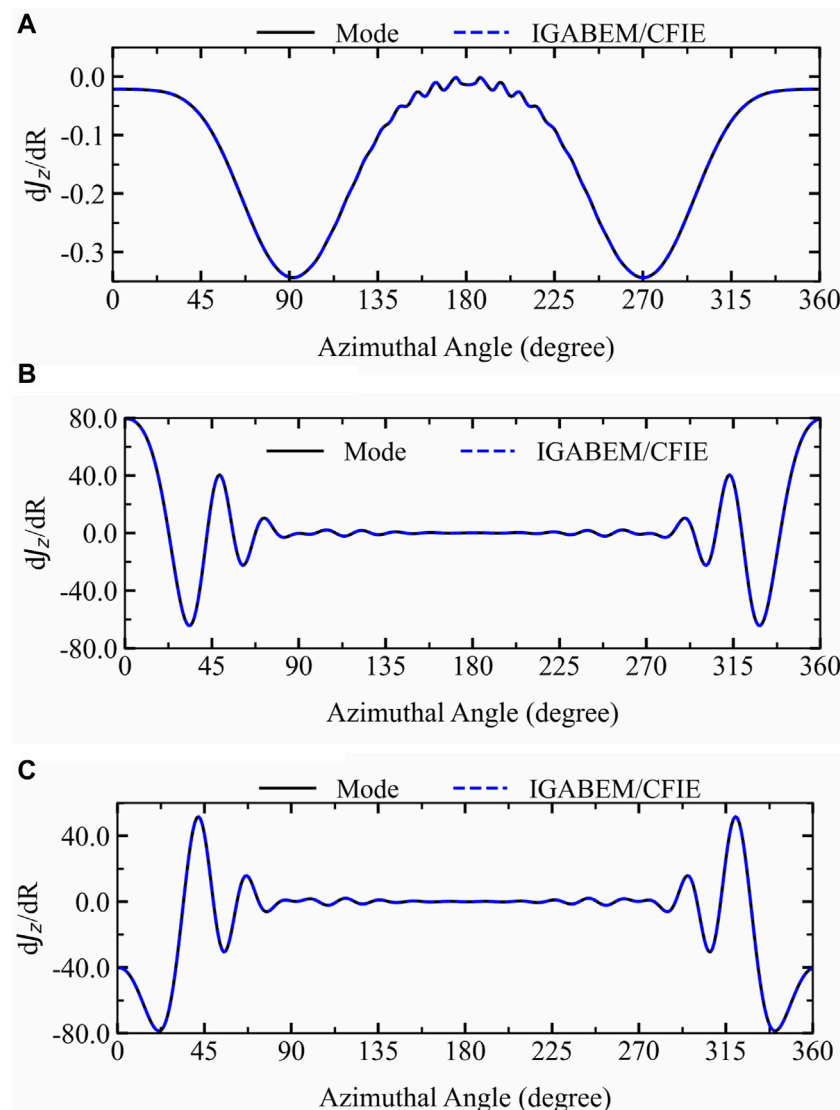 A
Mode IGABEM/CFIE
0.0
-0.1
-0.2
-0.3
dJz/dR
0 45 90 135 180 225 270 315 360
Azimuthal Angle (degree)
B
80.0
Mode IGABEM/CFIE
40.0
0.0
-40.0
-80.0
dJz/dR
0 45 90 135 180 225 270 315 360
Azimuthal Angle (degree)
C
Mode IGABEM/CFIE
40.0
0.0
-40.0
-80.0
dJz/dR
0 45 90 135 180 225 270 315 360
Azimuthal Angle (degree)